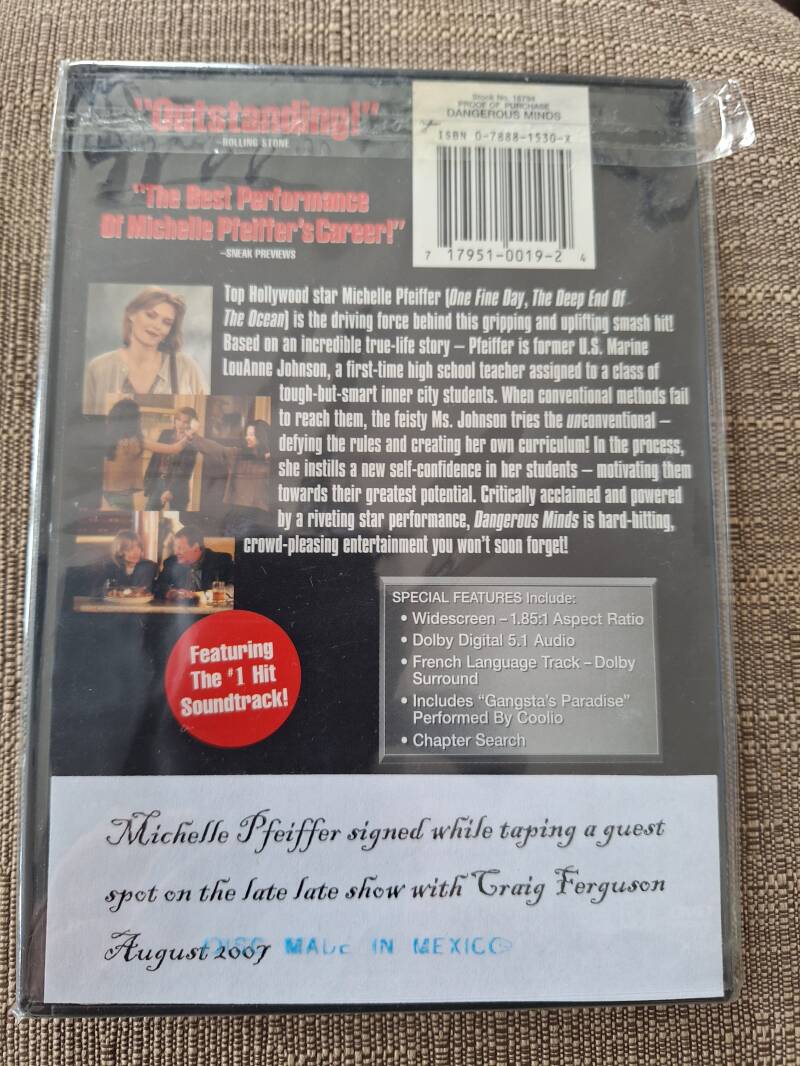 "Outstanding!"
-ROLLING STONE
"The Best Performance
Of Michelle Pfeiffer's Career!"
-SNEAK PREVIEWS
Stock No. 18794
PROOF OF PURCHASE
DANGEROUS MINDS
ISBN 0-7888-1530-X
7 17951-0019-2 4
Top Hollywood star Michelle Pfeiffer (One Fine Day, The Deep End Of
The Ocean) is the driving force behind this gripping and uplifting smash hit!
Based on an incredible true-life story – Pfeiffer is former U.S. Marine
LouAnne Johnson, a first-time high school teacher assigned to a class of
tough-but-smart inner city students. When conventional methods fail
to reach them, the feisty Ms. Johnson tries the unconventional –
defying the rules and creating her own curriculum! In the process,
she instills a new self-confidence in her students – motivating them
towards their greatest potential. Critically acclaimed and powered
by a riveting star performance, Dangerous Minds is hard-hitting,
crowd-pleasing entertainment you won't soon forget!
SPECIAL FEATURES Include:
• Widescreen – 1.85:1 Aspect Ratio
• Dolby Digital 5.1 Audio
• French Language Track – Dolby
Surround
• Includes "Gangsta's Paradise"
Performed By Coolio
• Chapter Search
Featuring
The #1 Hit
Soundtrack!
Michelle Pfeiffer signed while taping a guest
spot on the late late show with Craig Ferguson
August 2007
DISC MADE IN MEXICO